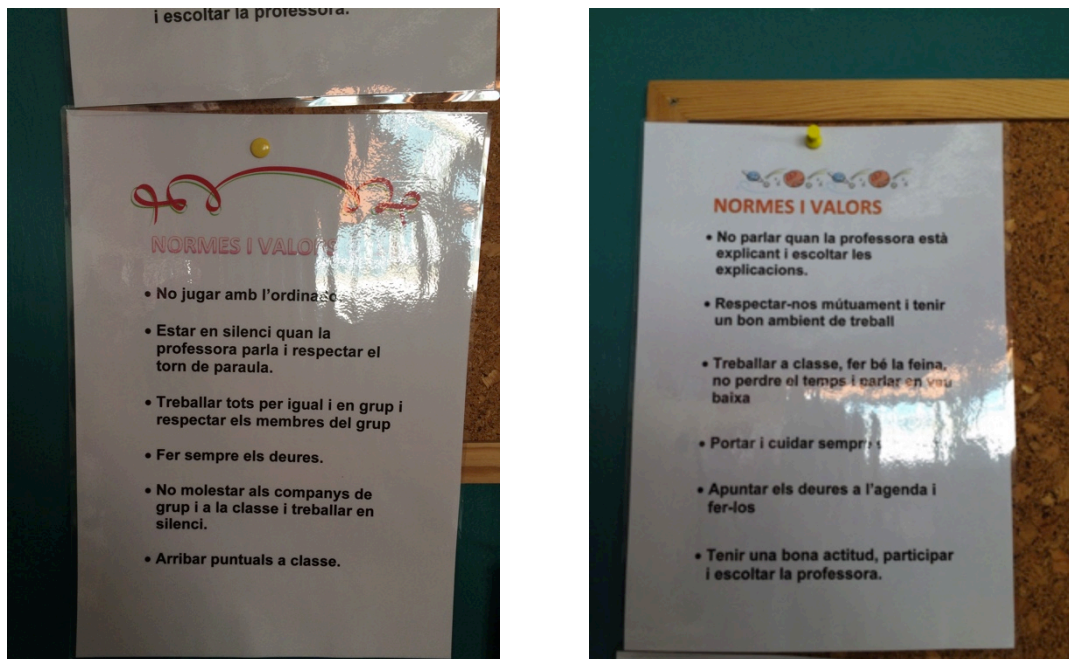 i escoltar la professora.
NORMES I VALORS
• No jugar amb l'ordinador.
• Estar en silenci quan la
professora parla i respectar el
torn de paraula.
• Treballar tots per igual i en grup i
respectar els membres del grup
• Fer sempre els deures.
• No molestar als companys de
grup i a la classe i treballar en
silenci.
• Arribar puntuals a classe.
NORMES I VALORS
• No parlar quan la professora està
explicant i escoltar les
explicacions.
• Respectar-nos mútuament i tenir
un bon ambient de treball
• Treballar a classe, fer bé la feina,
no perdre el temps i parlar en veu
baixa
• Portar i cuidar sempre
• Apuntar els deures a l'agenda i
fer-los
• Tenir una bona actitud, participar
i escoltar la professora.